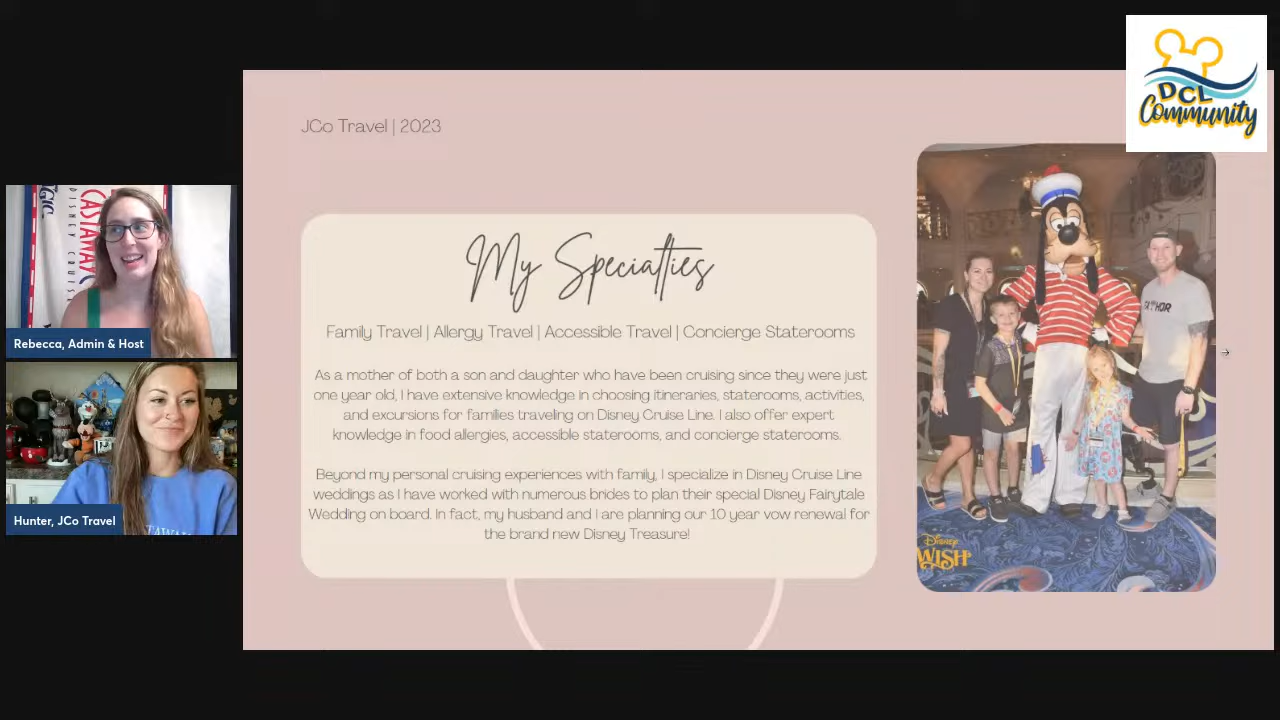 DCL
Community
JCo Travel | 2023
My Specialties
Family Travel | Allergy Travel | Accessible Travel | Concierge Staterooms
As a mother of both a son and daughter who have been cruising since they were just
one year old, I have extensive knowledge in choosing itineraries, staterooms, activities,
and excursions for families traveling on Disney Cruise Line. I also offer expert
knowledge in food allergies, accessible staterooms, and concierge staterooms.
Beyond my personal cruising experiences with family, I specialize in Disney Cruise Line
weddings as I have worked with numerous brides to plan their special Disney Fairytale
Wedding on board. In fact, my husband and I are planning our 10 year vow renewal for
the brand new Disney Treasure!
DISNEY
WISH
CASTAWAY
DISNEY CRUIS
Rebecca, Admin & Host
Hunter, JCo Travel